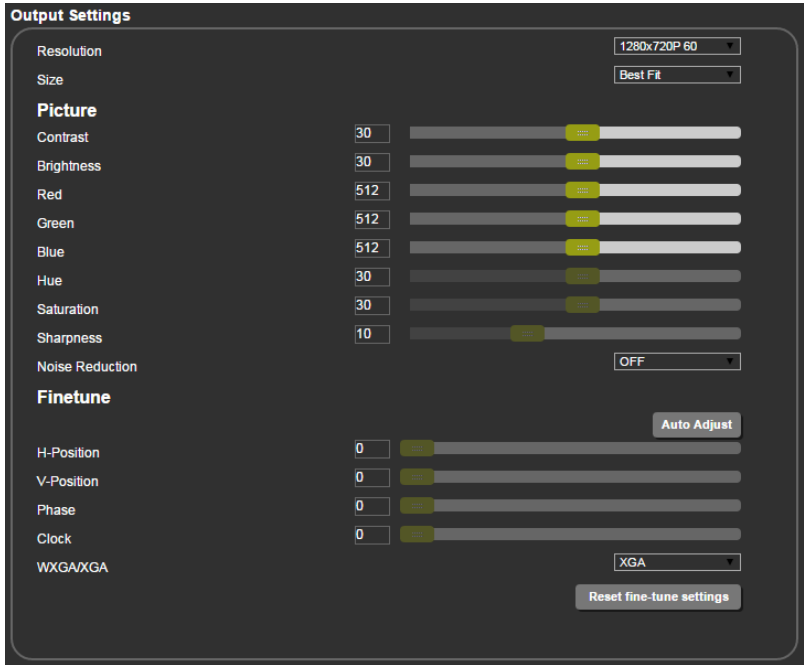 Output Settings
Resolution 1280x720P 60
Size Best Fit
Picture
Contrast 30
Brightness 30
Red 512
Green 512
Blue 512
Hue 30
Saturation 30
Sharpness 10
Noise Reduction OFF
Finetune
Auto Adjust
H-Position 0
V-Position 0
Phase 0
Clock 0
WXGA/XGA XGA
Reset fine-tune settings